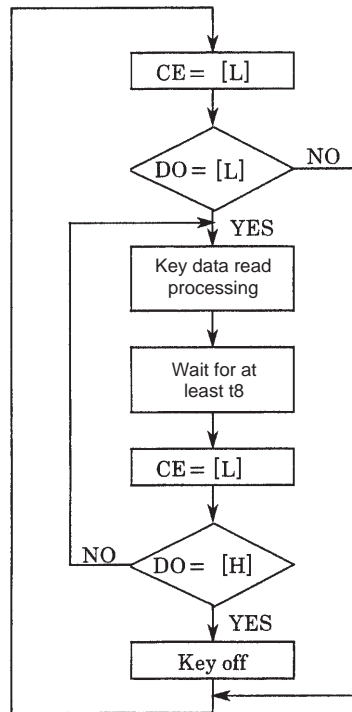 CE = [L]
DO = [L]
NO
YES
Key data read
processing
Wait for at
least t8
CE = [L]
DO = [H]
NO
YES
Key off